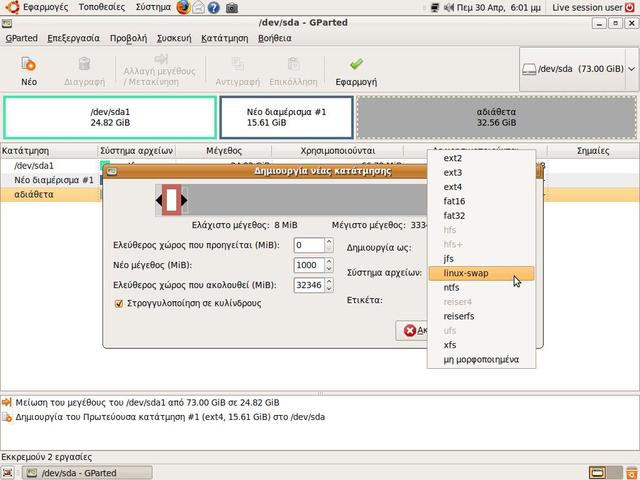 Εφαρμογές Τοποθεσίες Σύστημα Πεμ 30 Απρ, 6:01 μμ Live session user
/dev/sda - GParted
GParted Επεξεργασία Προβολή Συσκευή Κατάτμηση Βοήθεια
Νέο Διαγραφή Αλλαγή μεγέθους / Μετακίνηση Αντιγραφή Επικόλληση Εφαρμογή /dev/sda (73.00 GiB)
/dev/sda1 Νέο διαμέρισμα #1 αδιάθετα
24.82 GiB 15.61 GiB 32.56 GiB
Κατάτμηση Σύστημα αρχείων Μέγεθος Χρησιμοποιούνται Σημαίες
/dev/sda1
Νέο διαμέρισμα #1
αδιάθετα
Δημιουργία νέας κατάτμησης
Ελάχιστο μέγεθος: 8 MiB Μέγιστο μέγεθος: 333
Ελεύθερος χώρος που προηγείται (MiB): 0 Δημιουργία ως:
Νέο μέγεθος (MiB): 1000 Σύστημα αρχείων:
Ελεύθερος χώρος που ακολουθεί (MiB): 32346 Ετικέτα:
Στρογγυλοποίηση σε κυλίνδρους
ext2
ext3
ext4
fat16
fat32
hfs
hfs+
jfs
linux-swap
ntfs
reiser4
reiserfs
ufs
xfs
μη μορφοποιημένα
Μείωση του μεγέθους του /dev/sda1 από 73.00 GiB σε 24.82 GiB
Δημιουργία του Πρωτεύουσα κατάτμηση #1 (ext4, 15.61 GiB) στο /dev/sda
Εκκρεμούν 2 εργασίες
/dev/sda - GParted